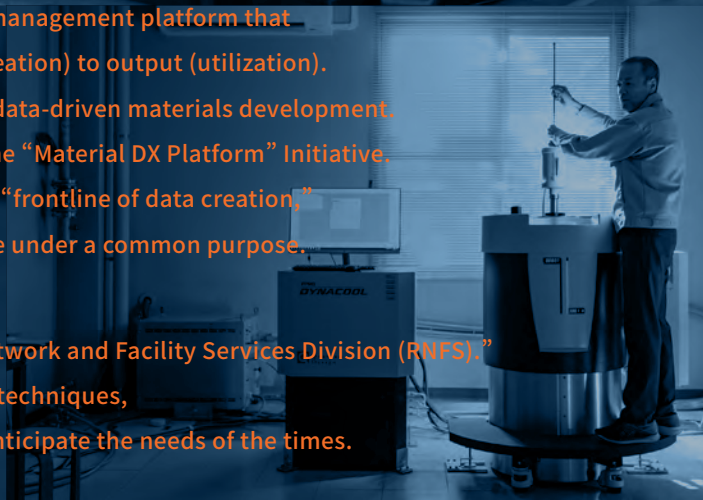 management platform that
eation) to output (utilization).
data-driven materials development.
e “Material DX Platform” Initiative.
“frontline of data creation,”
e under a common purpose.
DYNACOOL
twork and Facility Services Division (RNFS).”
techniques,
nticipate the needs of the times.